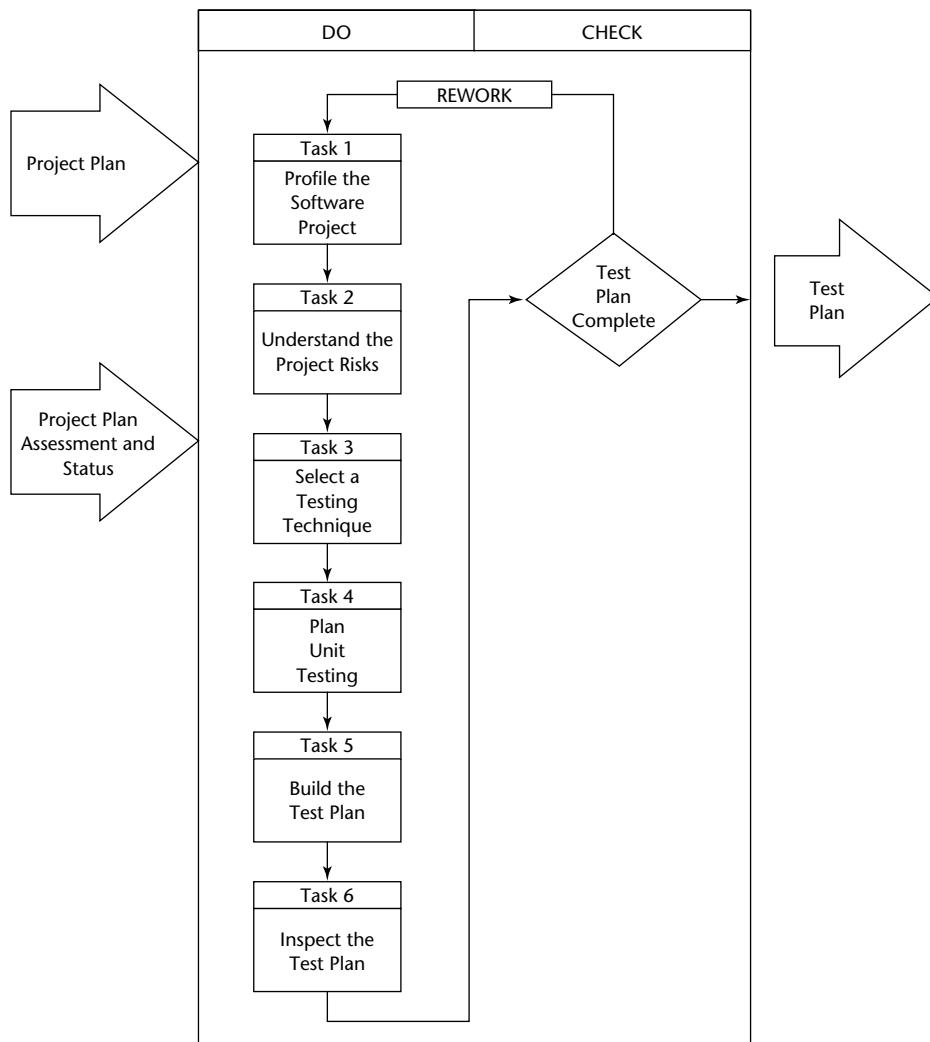 DO
CHECK
REWORK
Project Plan
Task 1
Profile the
Software
Project
Task 2
Understand the
Project Risks
Test
Plan
Complete
Test
Plan
Project Plan
Assessment and
Status
Task 3
Select a
Testing
Technique
Task 4
Plan
Unit
Testing
Task 5
Build the
Test Plan
Task 6
Inspect the
Test Plan